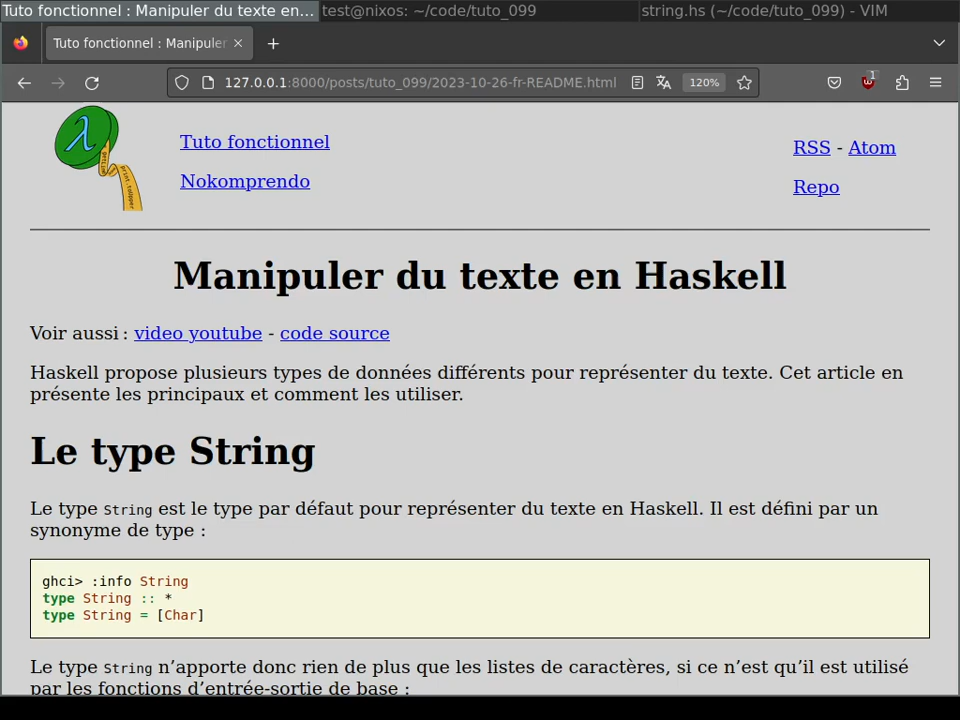 Tuto fonctionnel : Manipuler du texte en... test@nixos: ~/code/tuto_099 string.hs (~/code/tuto_099) - VIM
Tuto fonctionnel : Manipuler
127.0.0.1:8000/posts/tuto_099/2023-10-26-fr-README.html 120% 1
Tuto fonctionnel
RSS - Atom
Nokomprendo
Repo
Manipuler du texte en Haskell
Voir aussi : video youtube - code source
Haskell propose plusieurs types de données différents pour représenter du texte. Cet article en
présente les principaux et comment les utiliser.
Le type String
Le type String est le type par défaut pour représenter du texte en Haskell. Il est défini par un
synonyme de type :
ghci> :info String
type String :: *
type String = [Char]
Le type String n’apporte donc rien de plus que les listes de caractères, si ce n’est qu’il est utilisé
par les fonctions d’entrée-sortie de base :